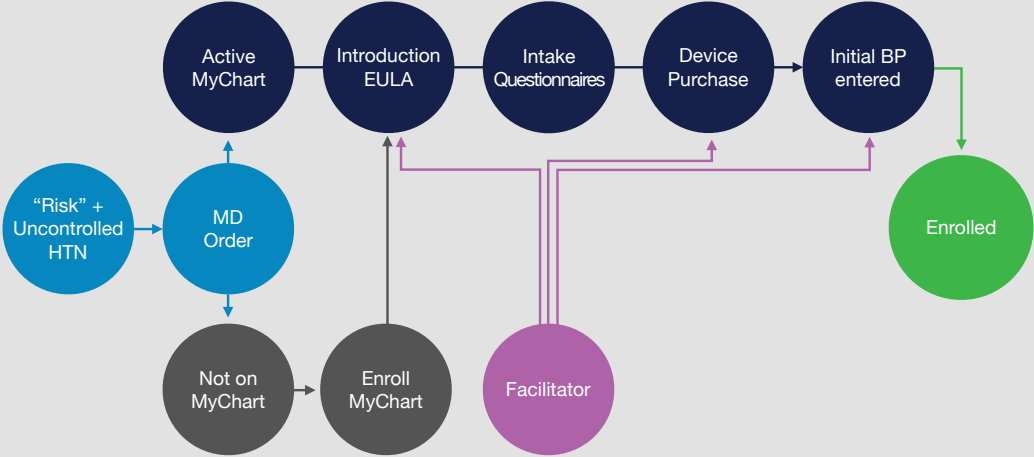 Active
MyChart
Introduction
EULA
Intake
Questionnaires
Device
Purchase
Initial BP
entered
“Risk” +
Uncontrolled
HTN
MD
Order
Enrolled
Not on
MyChart
Enroll
MyChart
Facilitator